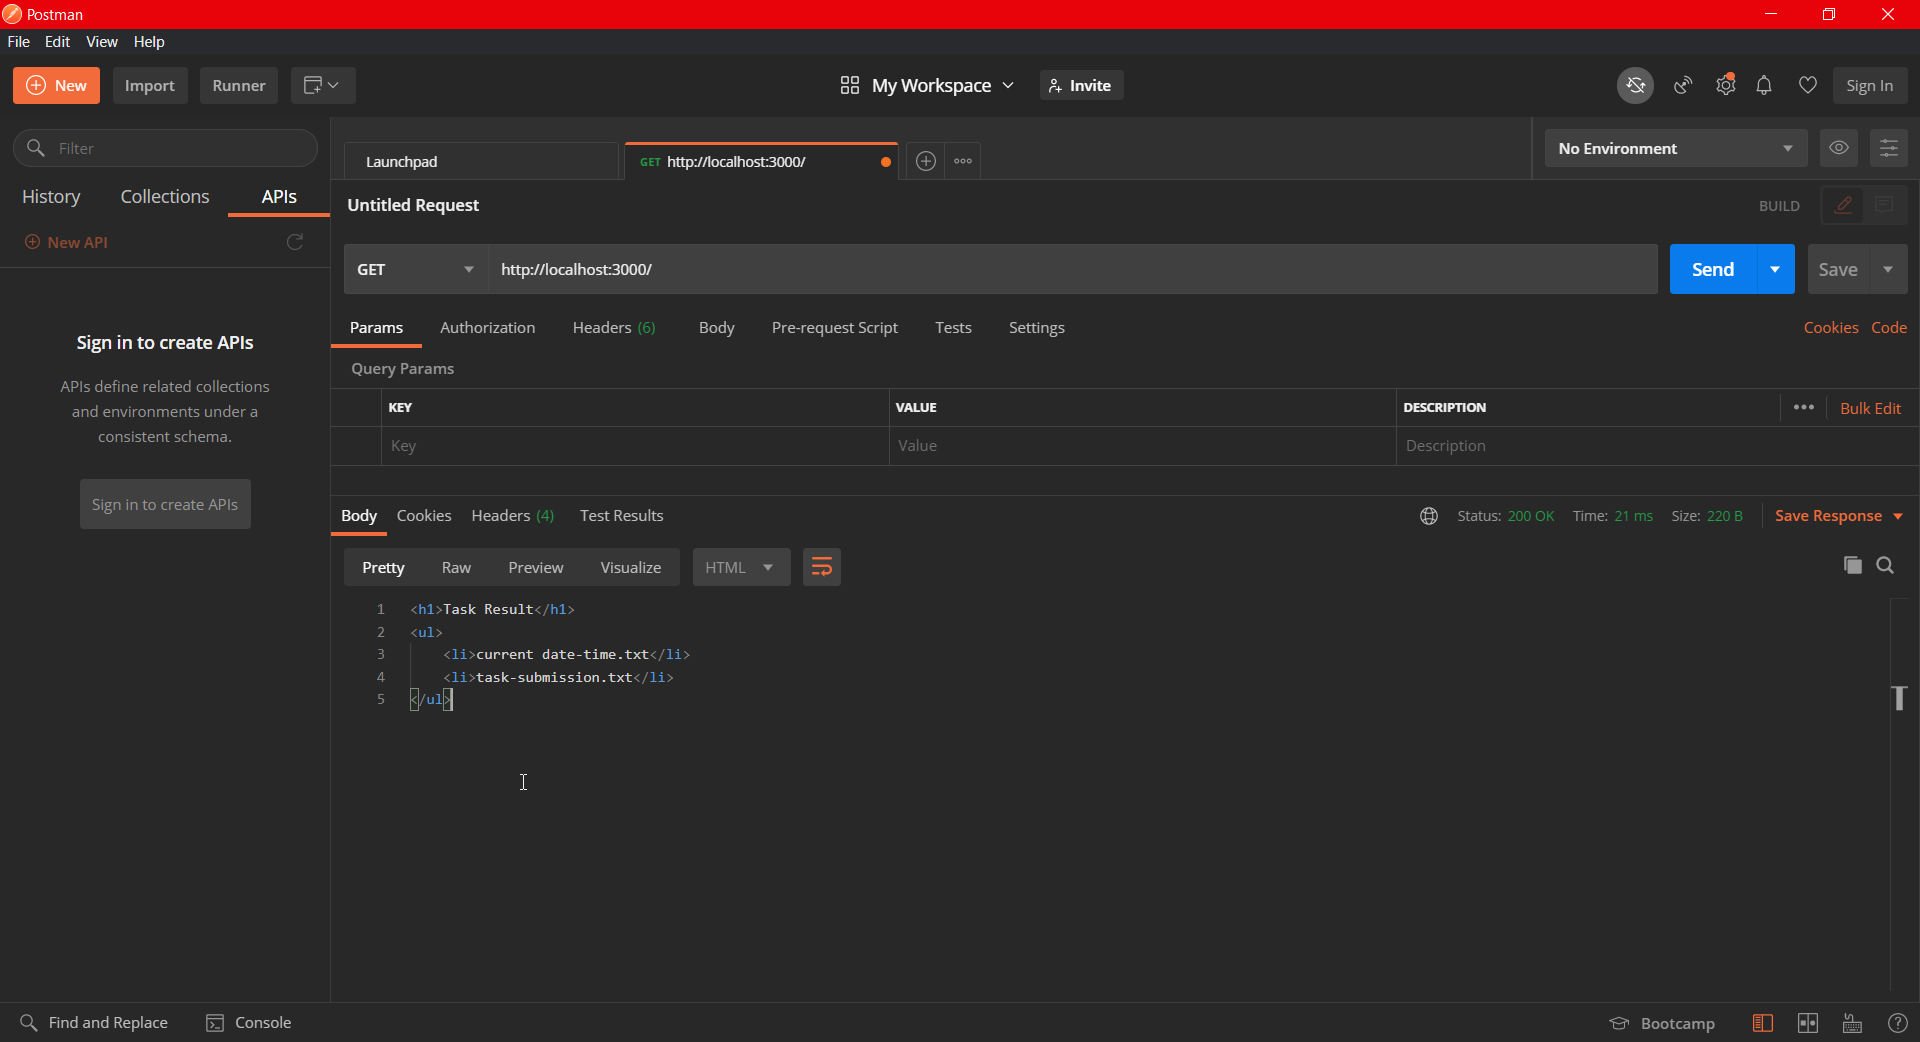 Postman
File Edit View Help
New Import Runner My Workspace Invite Sign In
Filter
Launchpad GET http://localhost:3000/ No Environment
History Collections APIs
Untitled Request BUILD
New API
GET http://localhost:3000/ Send Save
Params Authorization Headers (6) Body Pre-request Script Tests Settings Cookies Code
Sign in to create APIs
Query Params
APIs define related collections
and environments under a
consistent schema.
KEY VALUE DESCRIPTION ••• Bulk Edit
Key Value Description
Sign in to create APIs
Body Cookies Headers (4) Test Results Status: 200 OK Time: 21 ms Size: 220 B Save Response
Pretty Raw Preview Visualize HTML
1 <h1>Task Result</h1>
2 <ul>
3 <li>current date-time.txt</li>
4 <li>task-submission.txt</li>
5 </ul>
Find and Replace Console Bootcamp